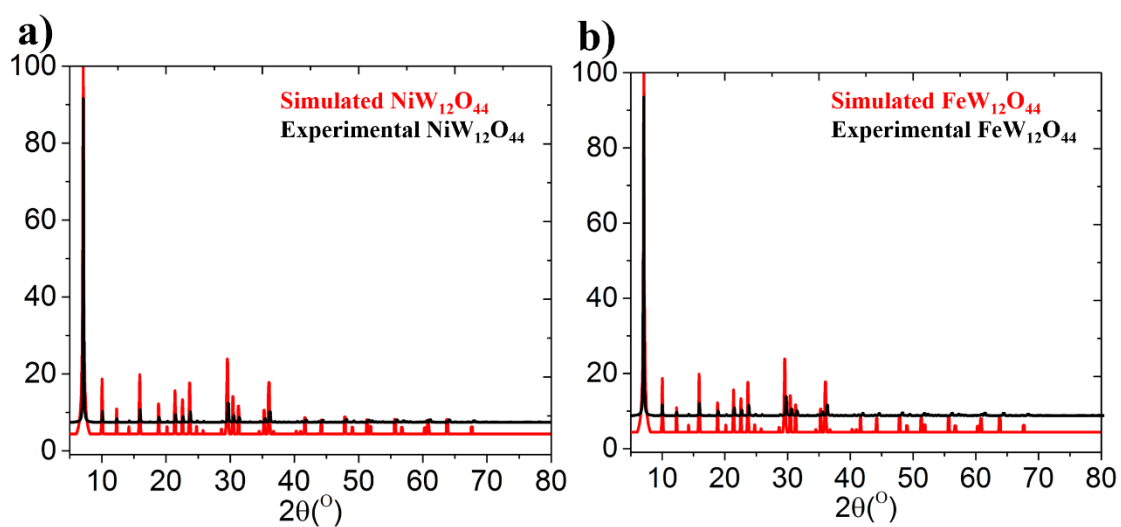 a)
100
80
60
40
20
0
Simulated NiW₁₂O₄₄
Experimental NiW₁₂O₄₄
10 20 30 40 50 60 70 80
2θ(ᴼ)
b)
100
80
60
40
20
0
Simulated FeW₁₂O₄₄
Experimental FeW₁₂O₄₄
10 20 30 40 50 60 70 80
2θ(ᴼ)